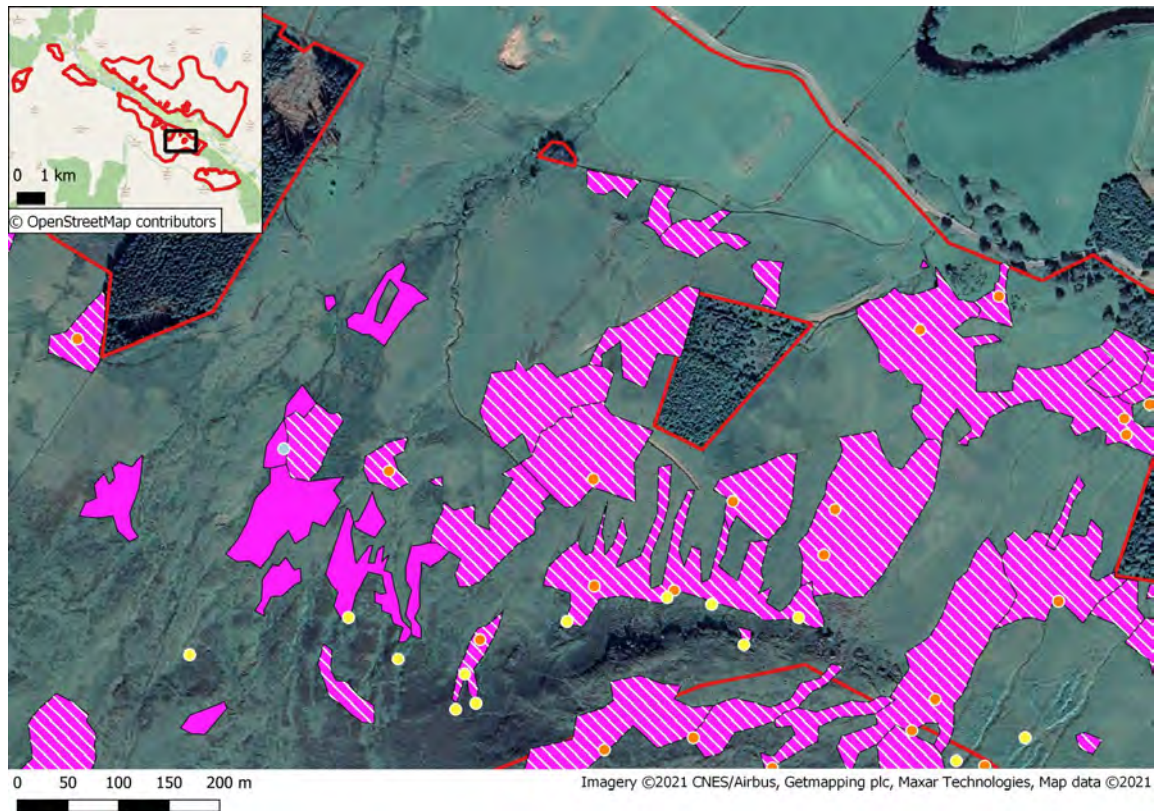 0 1 km
© OpenStreetMap contributors
0 50 100 150 200 m
Imagery ©2021 CNES/Airbus, Getmapping plc, Maxar Technologies, Map data ©2021